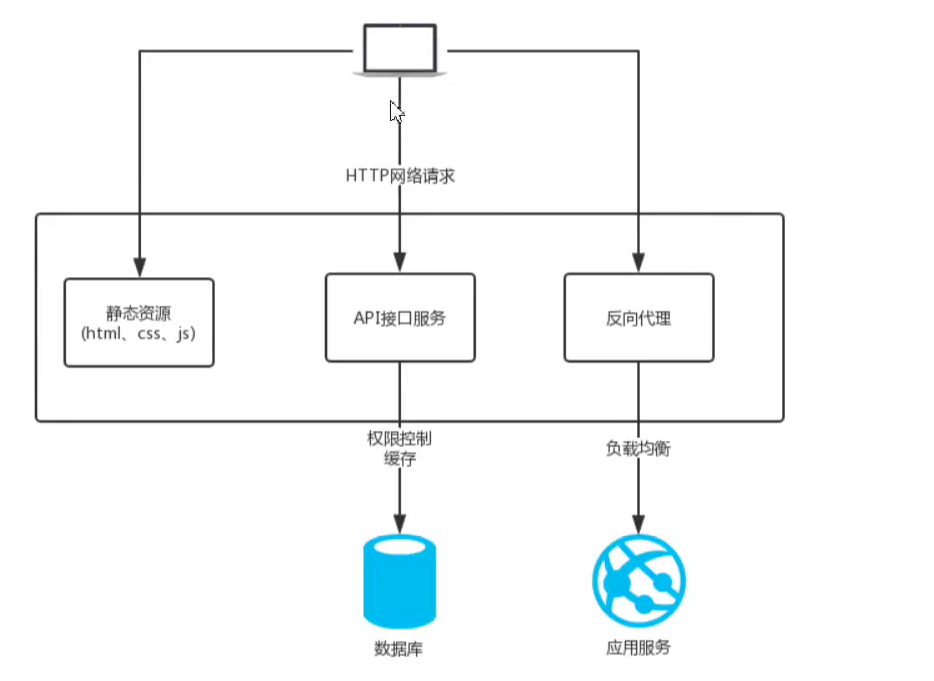 HTTP网络请求
静态资源
(html、css、js)
API接口服务
反向代理
权限控制
缓存
负载均衡
数据库
应用服务